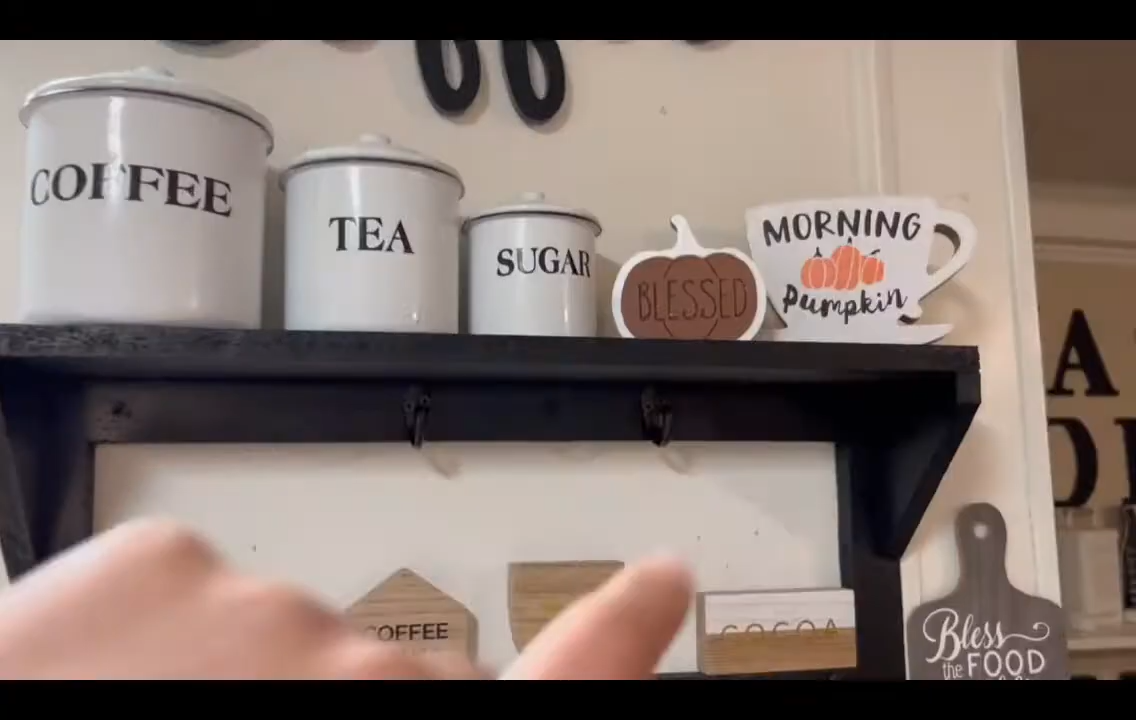 COFFEE
TEA
SUGAR
BLESSED
MORNING
Pumpkin
COFFEE
COCOA
Bless
the FOOD
A